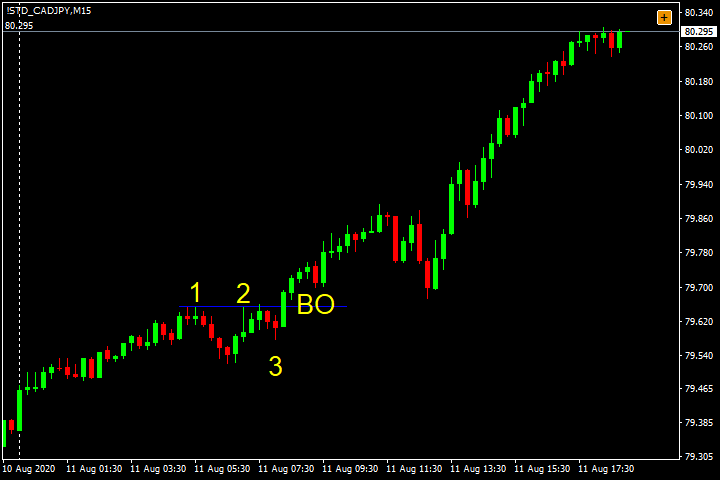 !STD_CADJPY,M15
80.295
80.340
80.295
80.260
80.180
80.100
80.020
79.940
79.860
79.780
79.700
79.620
79.540
79.465
79.385
79.305
1
2
BO
3
10 Aug 2020
11 Aug 01:30
11 Aug 03:30
11 Aug 05:30
11 Aug 07:30
11 Aug 09:30
11 Aug 11:30
11 Aug 13:30
11 Aug 15:30
11 Aug 17:30